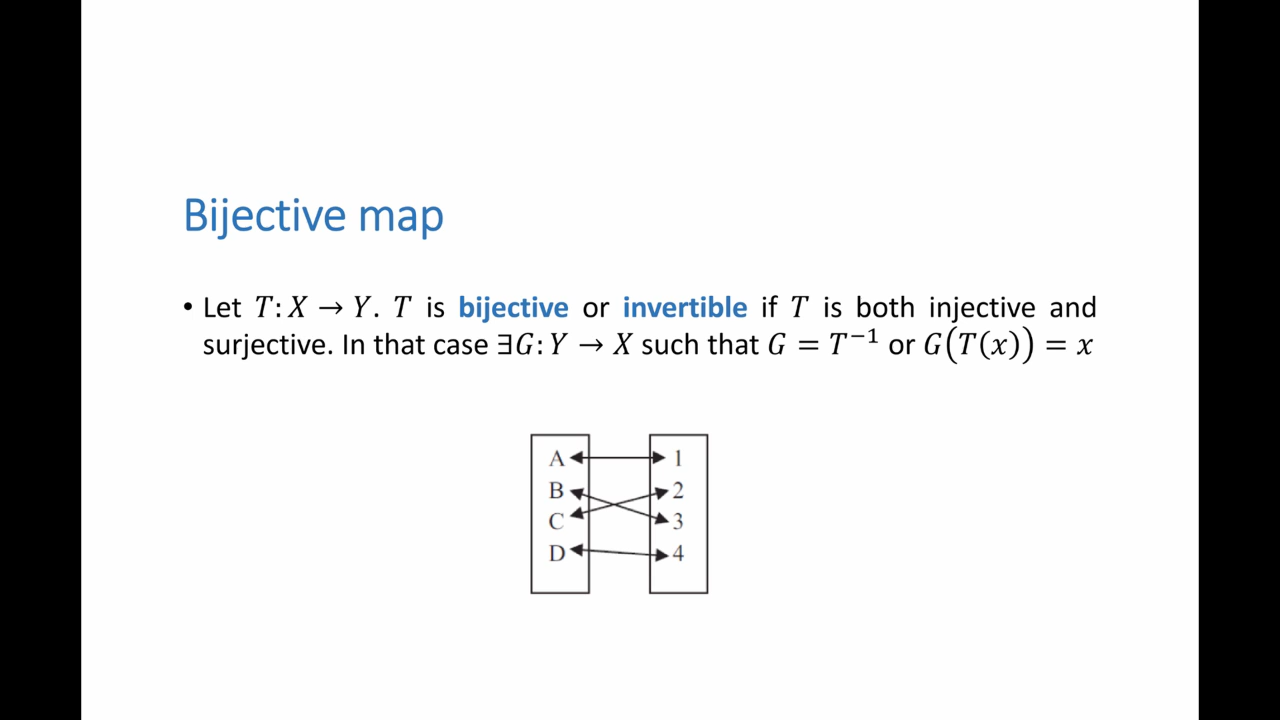 Bijective map
• Let 𝑇: 𝑋 → 𝑌. 𝑇 is bijective or invertible if 𝑇 is both injective and
surjective. In that case ∃𝐺: 𝑌 → 𝑋 such that 𝐺 = 𝑇⁻¹ or 𝐺(𝑇(𝑥)) = 𝑥
A 1
B 2
C 3
D 4